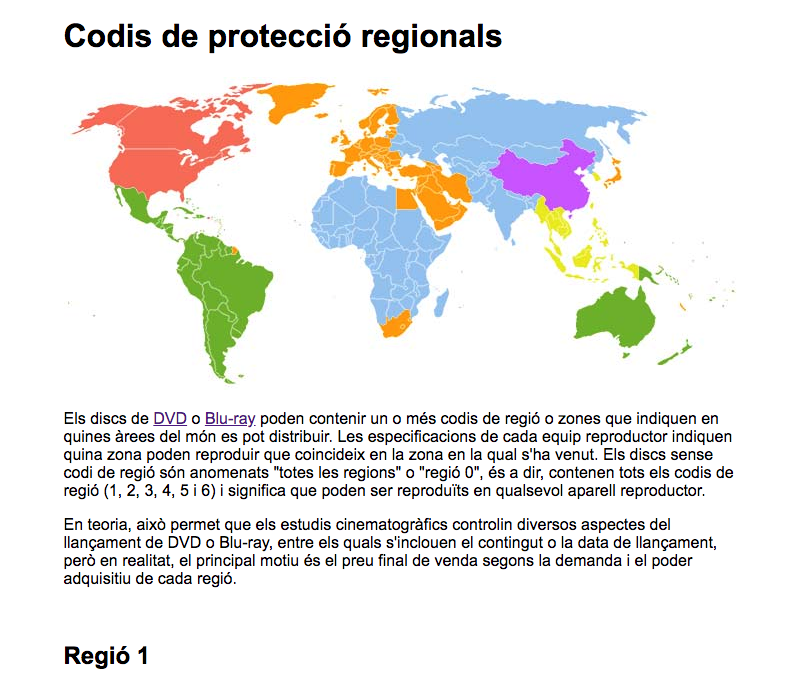 Codis de protecció regionals
Els discs de DVD o Blu-ray poden contenir un o més codis de regió o zones que indiquen en
quines àrees del món es pot distribuir. Les especificacions de cada equip reproductor indiquen
quina zona poden reproduir que coincideix en la zona en la qual s'ha venut. Els discs sense
codi de regió són anomenats "totes les regions" o "regió 0", és a dir, contenen tots els codis de
regió (1, 2, 3, 4, 5 i 6) i significa que poden ser reproduïts en qualsevol aparell reproductor.
En teoria, això permet que els estudis cinematogràfics controlin diversos aspectes del
llançament de DVD o Blu-ray, entre els quals s'inclouen el contingut o la data de llançament,
però en realitat, el principal motiu és el preu final de venda segons la demanda i el poder
adquisitiu de cada regió.
Regió 1